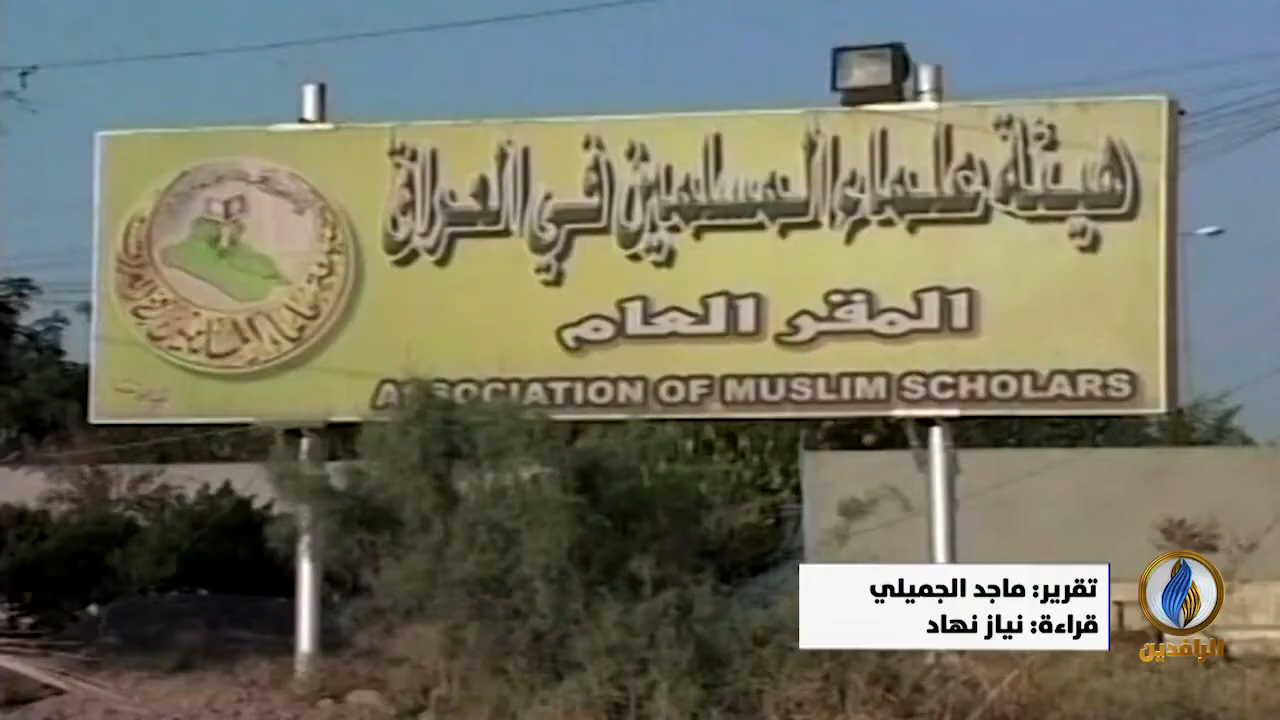 هيئة علماء المسلمين في العراق
المقر العام
ASSOCIATION OF MUSLIM SCHOLARS
تقرير: ماجد الجميلي
قراءة: نياز نهاد
الرافدين